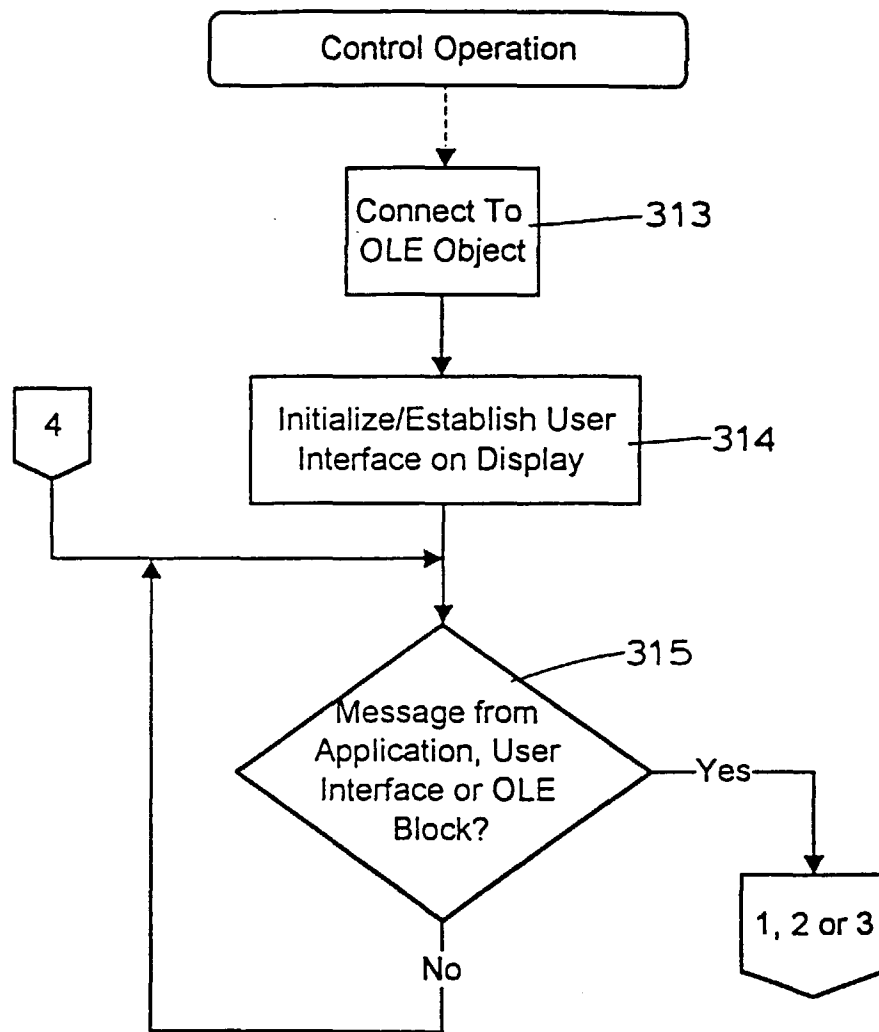 Control Operation
Connect To
OLE Object
313
Initialize/Establish User
Interface on Display
314
4
315
Message from
Application, User
Interface or OLE
Block?
Yes
1, 2 or 3
No